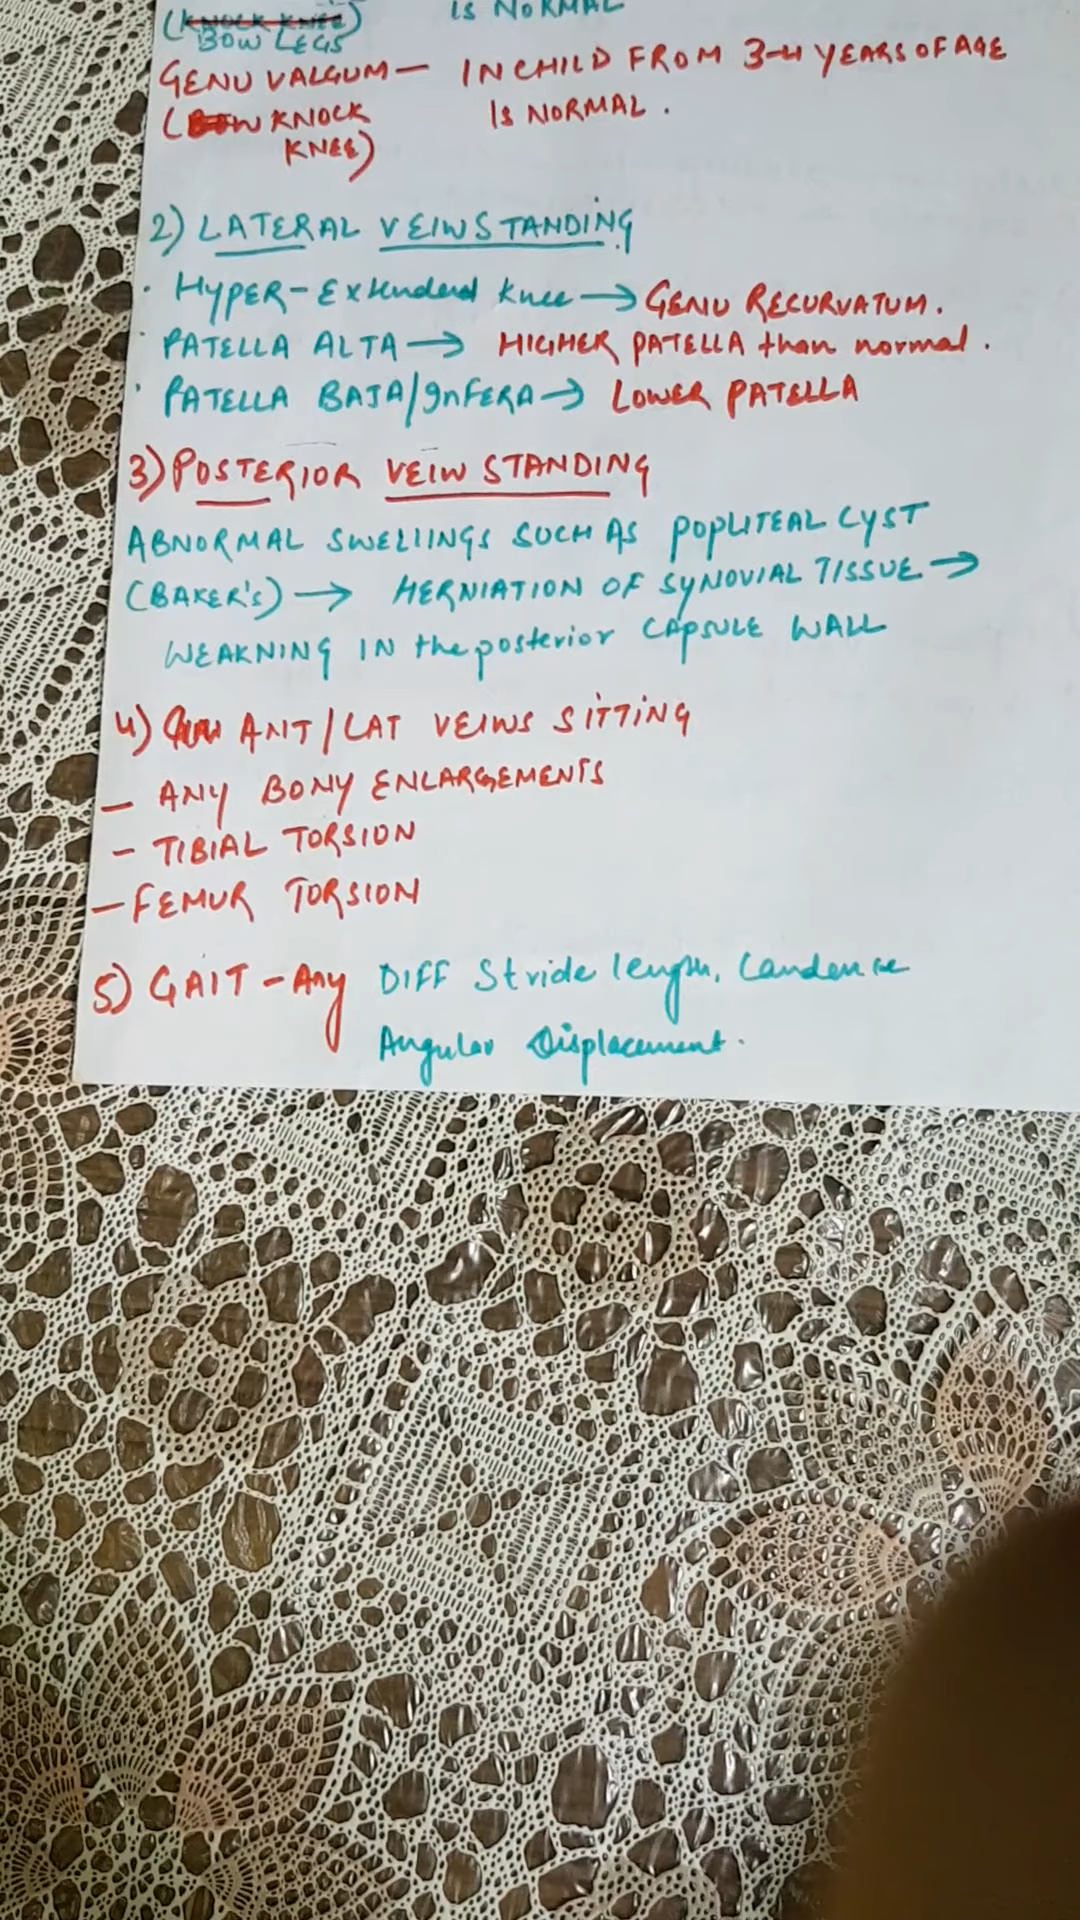 (KNOCK KNEE)
IS NORMAL
BOW LEGS
GENU VALGUM — IN CHILD FROM 3-4 YEARS OF AGE
(BOW KNOCK IS NORMAL.
KNEE)
2) LATERAL VEIW STANDING
· HYPER-Extended Knee → GENU RECURVATUM.
· PATELLA ALTA → HIGHER PATELLA than normal.
· PATELLA BAJA/INFERA → LOWER PATELLA
3) POSTERIOR VEIW STANDING
ABNORMAL SWELLINGS SUCH AS POPLITEAL CYST
(BAKER'S) → HERNIATION OF SYNOVIAL TISSUE →
WEAKNING IN the posterior CAPSULE WALL
4) ANT/LAT VEIWS SITTING
— ANY BONY ENLARGEMENTS
- TIBIAL TORSION
— FEMUR TORSION
5) GAIT - Any DIFF Stride length, Candence
Angular Displacement.